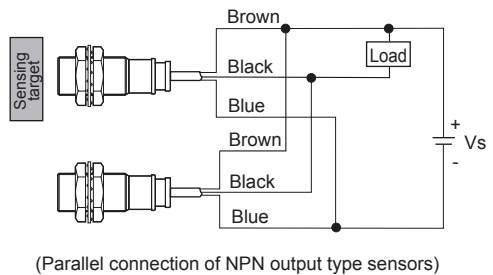 Brown
Sensing
target
Load
Black
Blue
+
Vs
-
Brown
Black
Blue
(Parallel connection of NPN output type sensors)